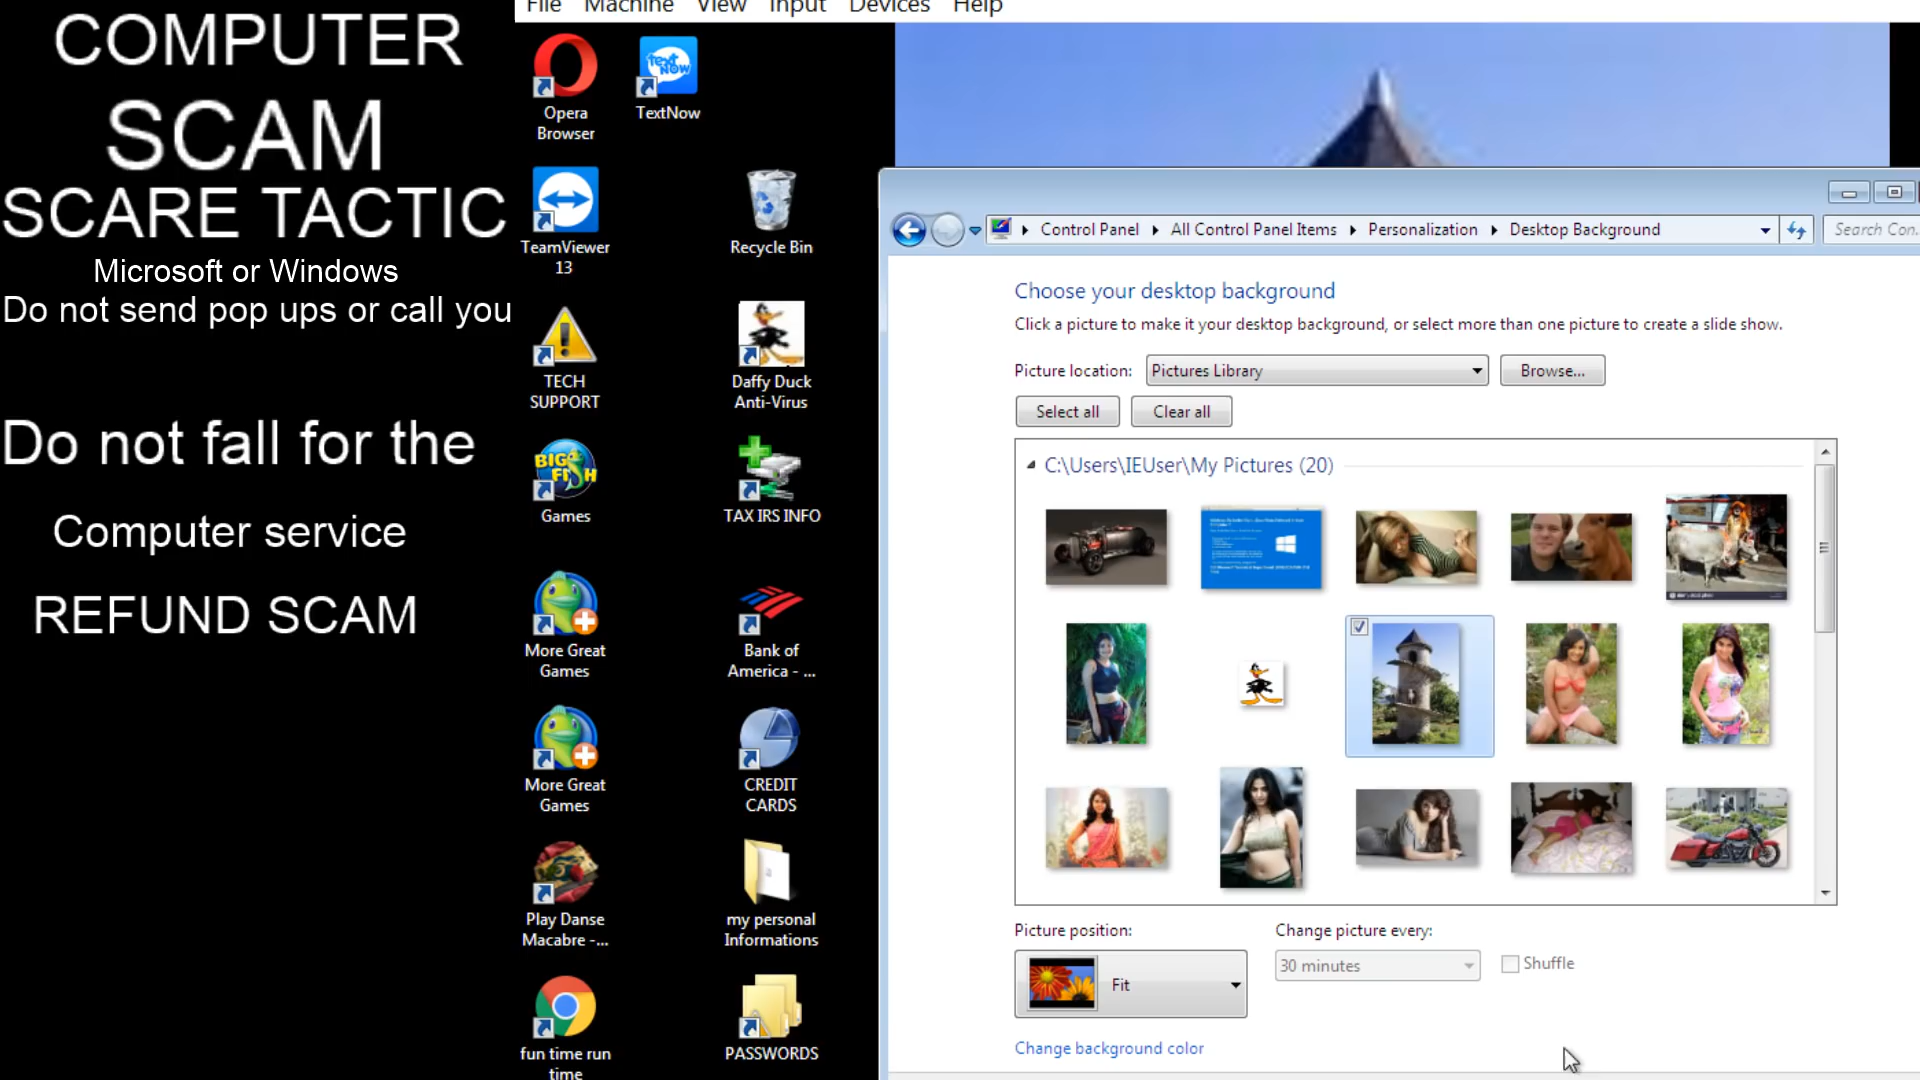 COMPUTER
SCAM
SCARE TACTIC
Microsoft or Windows
Do not send pop ups or call you
Do not fall for the
Computer service
REFUND SCAM
File Machine View Input Devices Help
Opera
Browser
text
NOW
TextNow
TeamViewer
13
Recycle Bin
TECH
SUPPORT
Daffy Duck
Anti-Virus
BIG
FISH
Games
TAX IRS INFO
More Great
Games
Bank of
America - ...
More Great
Games
CREDIT
CARDS
Play Danse
Macabre -...
my personal
Informations
fun time run
time
PASSWORDS
Control Panel
All Control Panel Items
Personalization
Desktop Background
Search Con...
Choose your desktop background
Click a picture to make it your desktop background, or select more than one picture to create a slide show.
Picture location:
Pictures Library
Browse...
Select all
Clear all
C:\Users\IEUser\My Pictures (20)
Picture position:
Fit
Change picture every:
30 minutes
Shuffle
Change background color